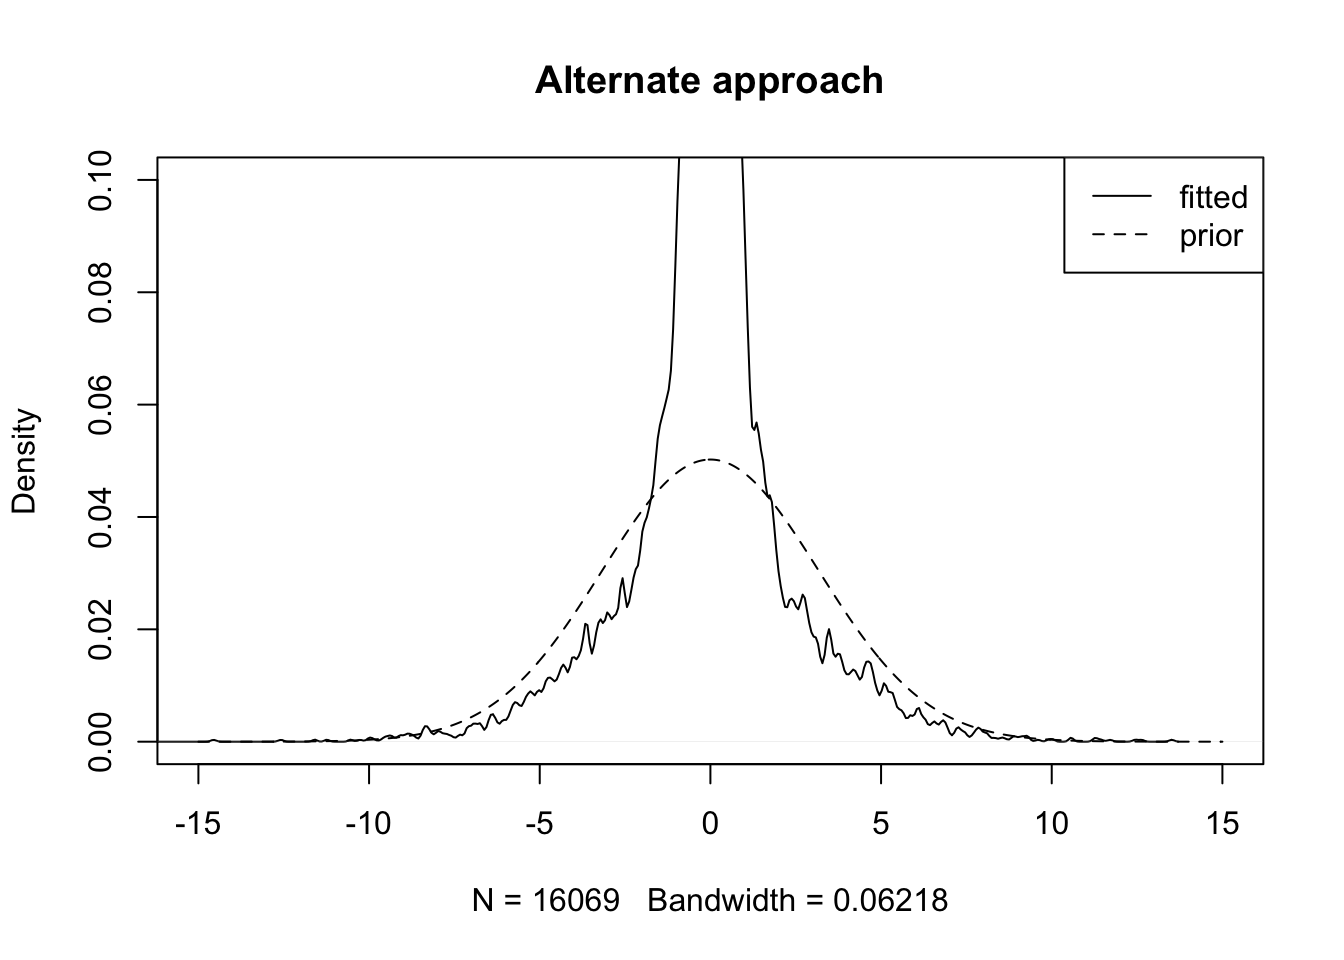 Alternate approach
fitted
prior
Density
0.10
0.08
0.06
0.04
0.02
0.00
-15 -10 -5 0 5 10 15
N = 16069 Bandwidth = 0.06218